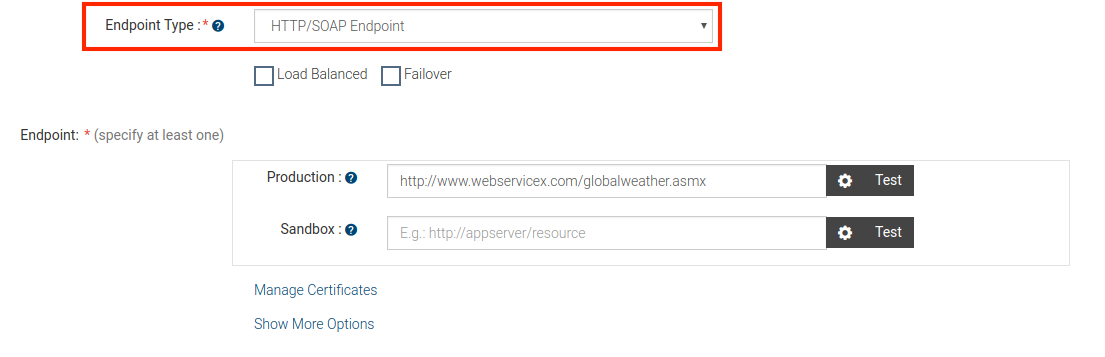 Endpoint Type :* ?
HTTP/SOAP Endpoint
Load Balanced Failover
Endpoint: * (specify at least one)
Production : ? http://www.webservicex.com/globalweather.asmx Test
Sandbox : ? E.g.: http://appserver/resource Test
Manage Certificates
Show More Options